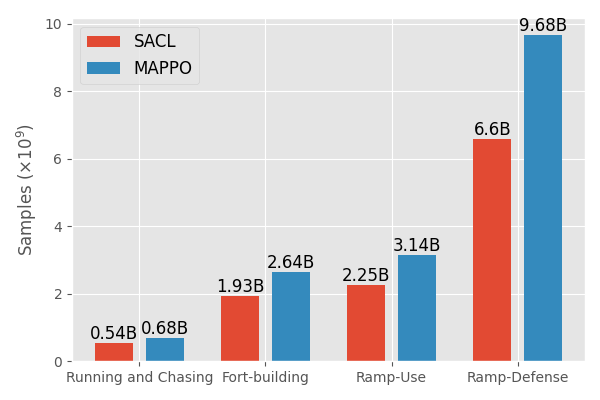 SACL
MAPPO
Samples (×10⁹)
10
8
6
4
2
0
0.54B
0.68B
1.93B
2.64B
2.25B
3.14B
6.6B
9.68B
Running and Chasing
Fort-building
Ramp-Use
Ramp-Defense